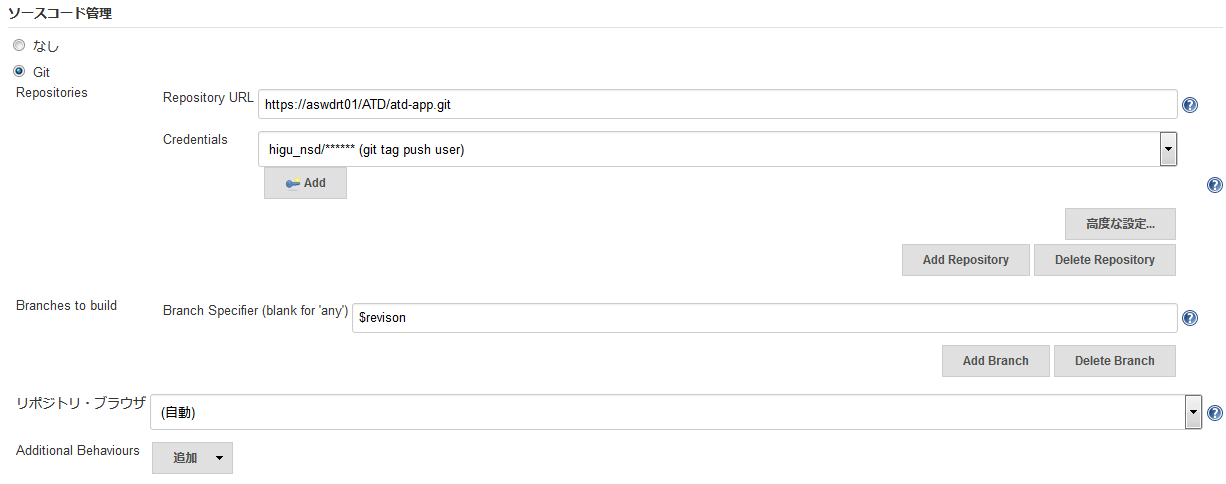 ソースコード管理
なし
Git
Repositories
Repository URL https://aswdrt01/ATD/atd-app.git
Credentials higu_nsd/****** (git tag push user)
Add
高度な設定...
Add Repository Delete Repository
Branches to build
Branch Specifier (blank for 'any') $revison
Add Branch Delete Branch
リポジトリ・ブラウザ (自動)
Additional Behaviours 追加